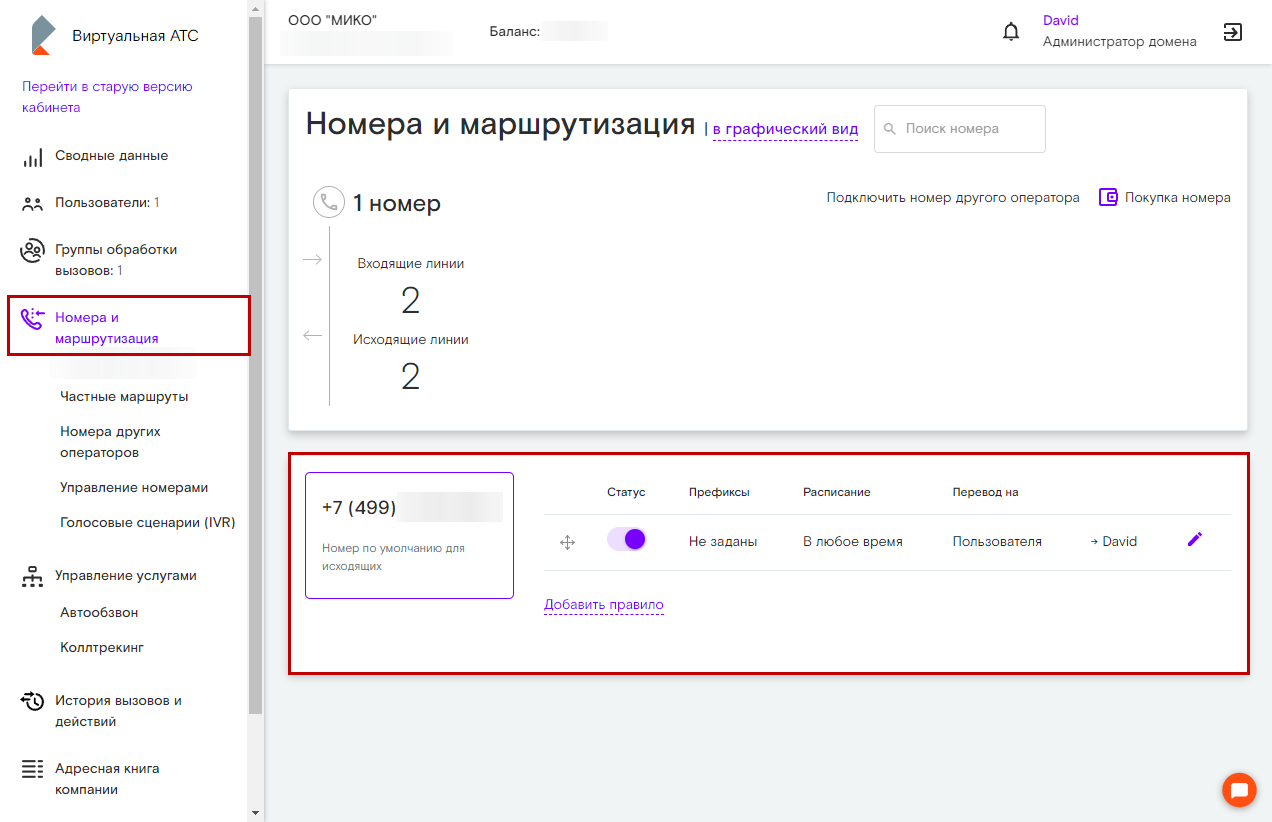 Виртуальная АТС
Перейти в старую версию
кабинета
Сводные данные
Пользователи: 1
Группы обработки
вызовов: 1
Номера и
маршрутизация
Частные маршруты
Номера других
операторов
Управление номерами
Голосовые сценарии (IVR)
Управление услугами
Автообзвон
Коллтрекинг
История вызовов и
действий
Адресная книга
компании
ООО "МИКО"
Баланс:
David
Администратор домена
Номера и маршрутизация | в графический вид
Поиск номера
1 номер
Подключить номер другого оператора
Покупка номера
Входящие линии
2
Исходящие линии
2
+7 (499)
Номер по умолчанию для
исходящих
Статус Префиксы Расписание Перевод на
Не заданы В любое время Пользователя → David
Добавить правило